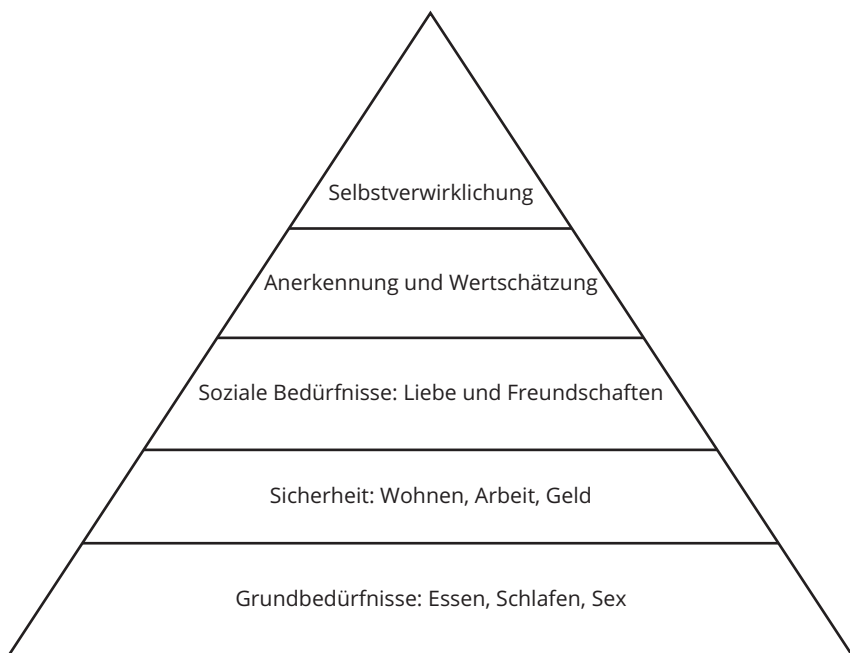 Selbstverwirklichung
Anerkennung und Wertschätzung
Soziale Bedürfnisse: Liebe und Freundschaften
Sicherheit: Wohnen, Arbeit, Geld
Grundbedürfnisse: Essen, Schlafen, Sex